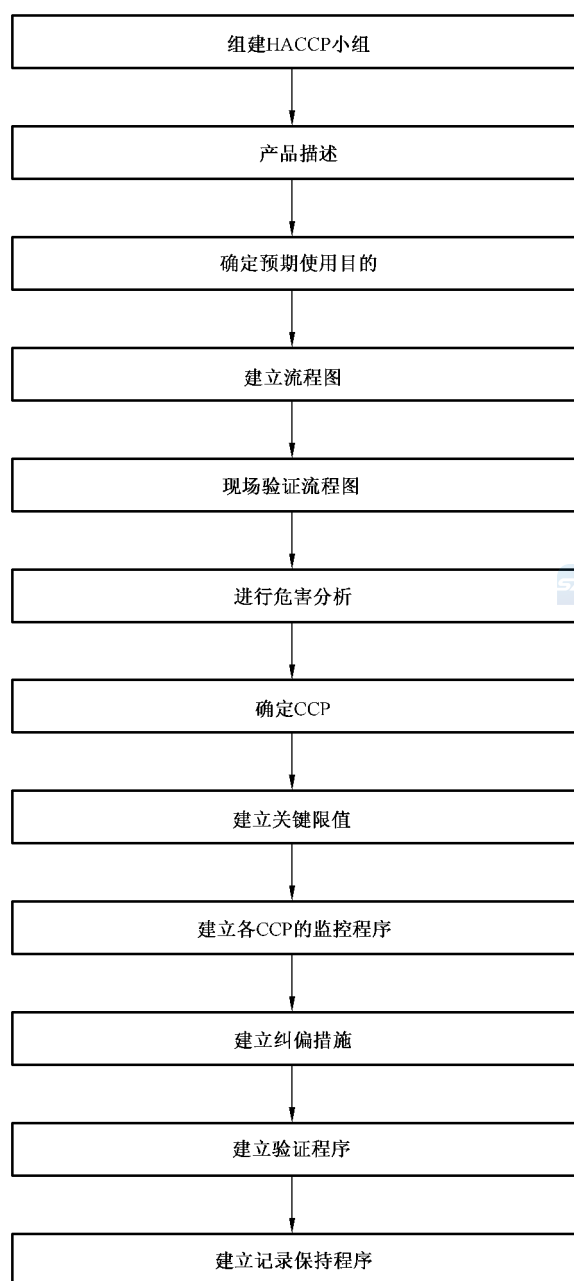 组建HACCP小组
产品描述
确定预期使用目的
建立流程图
现场验证流程图
进行危害分析
确定CCP
建立关键限值
建立各CCP的监控程序
建立纠偏措施
建立验证程序
建立记录保持程序